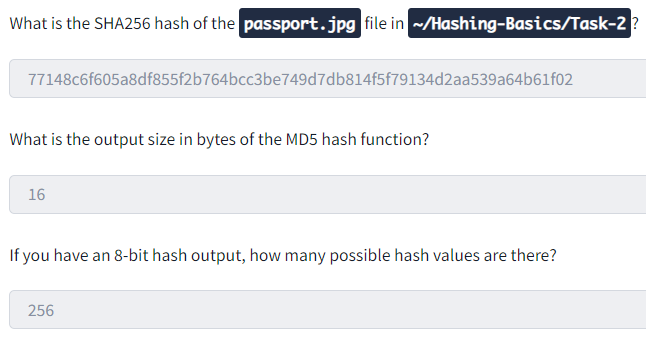 What is the SHA256 hash of the passport.jpg file in ~/Hashing-Basics/Task-2 ?
77148c6f605a8df855f2b764bcc3be749d7db814f5f79134d2aa539a64b61f02
What is the output size in bytes of the MD5 hash function?
16
If you have an 8-bit hash output, how many possible hash values are there?
256